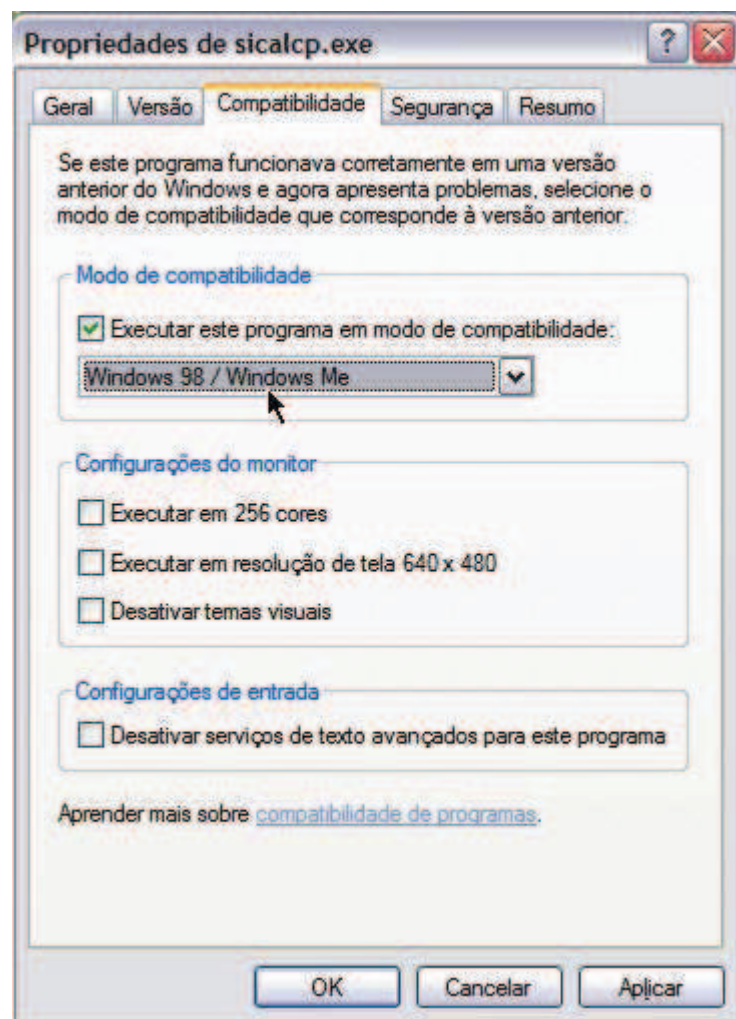 Propriedades de sicalcp.exe
Geral Versão Compatibilidade Segurança Resumo
Se este programa funcionava corretamente em uma versão
anterior do Windows e agora apresenta problemas, selecione o
modo de compatibilidade que corresponde à versão anterior.
Modo de compatibilidade
Executar este programa em modo de compatibilidade:
Windows 98 / Windows Me
Configurações do monitor
Executar em 256 cores
Executar em resolução de tela 640 x 480
Desativar temas visuais
Configurações de entrada
Desativar serviços de texto avançados para este programa
Aprender mais sobre compatibilidade de programas.
OK Cancelar Aplicar